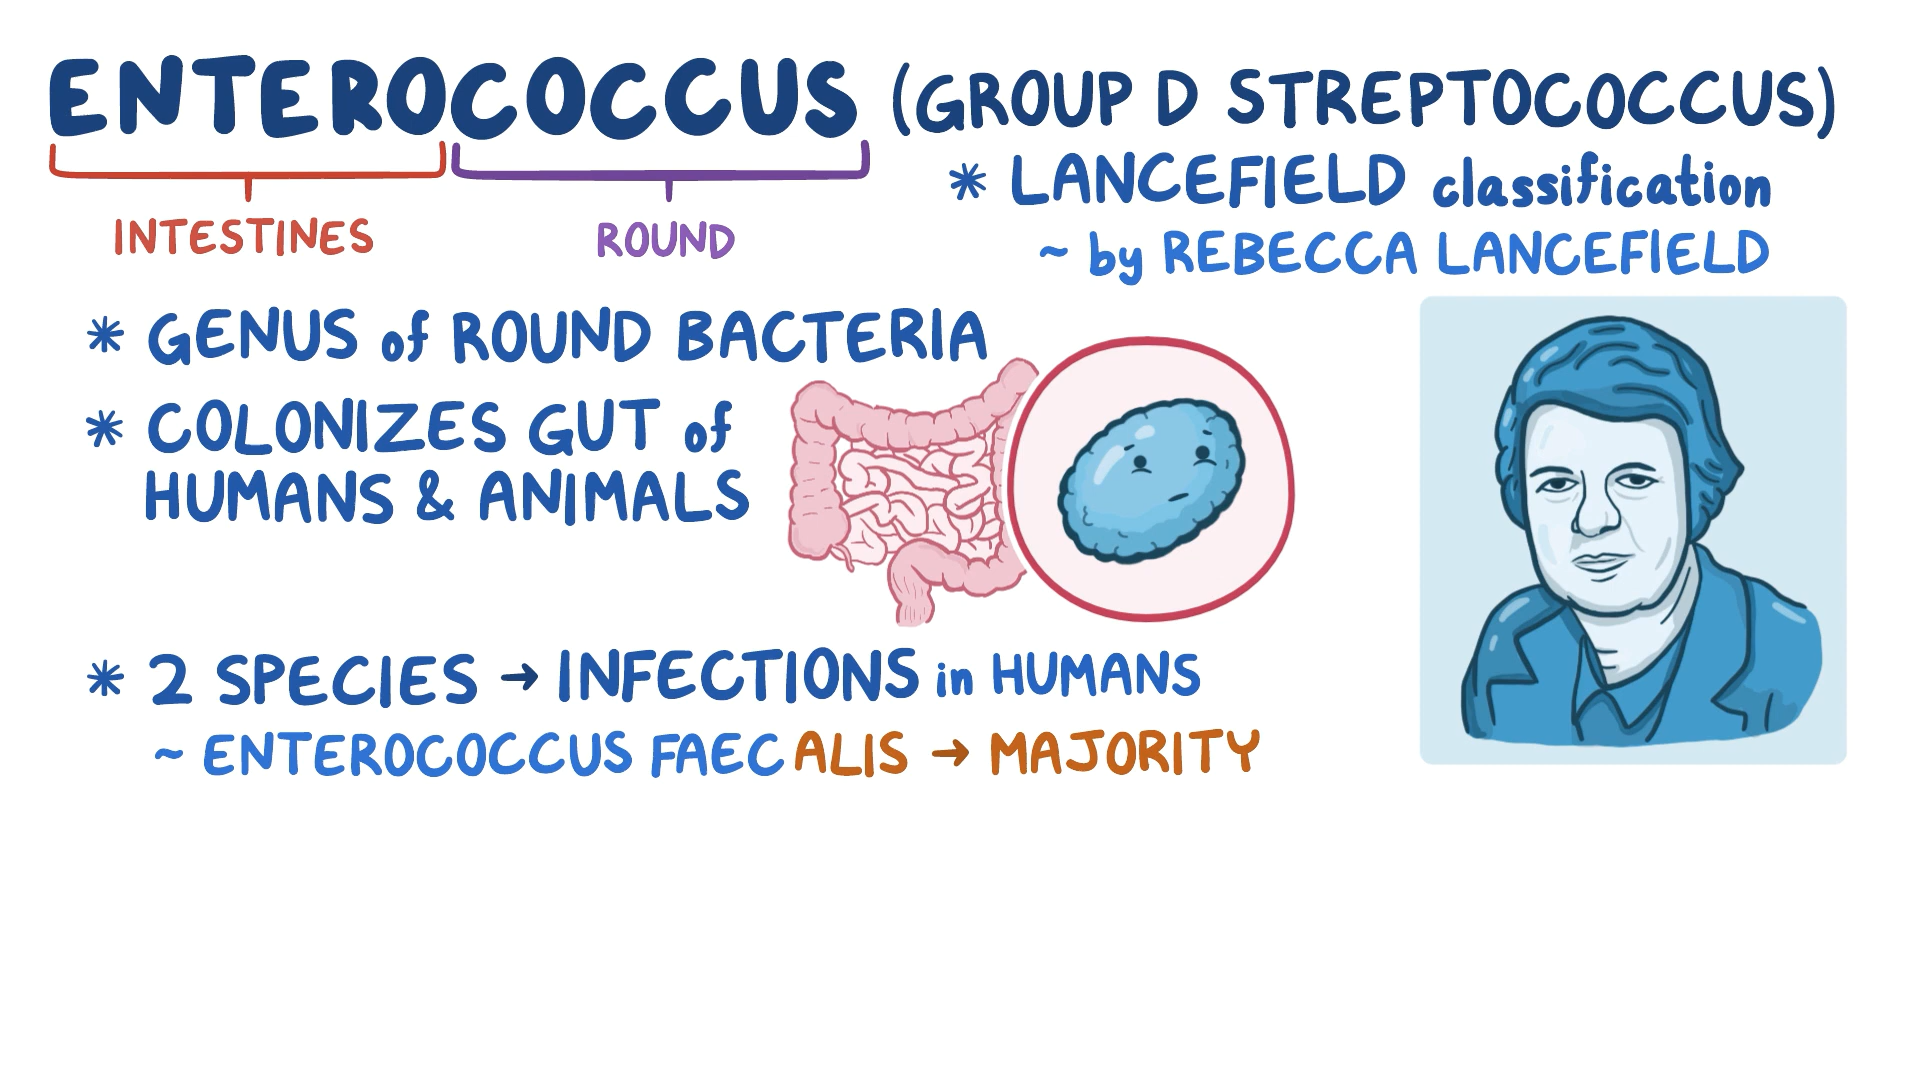 ENTEROCOCCUS (GROUP D STREPTOCOCCUS)
INTESTINES
ROUND
* LANCEFIELD classification
~ by REBECCA LANCEFIELD
* GENUS of ROUND BACTERIA
* COLONIZES GUT of
HUMANS & ANIMALS
* 2 SPECIES → INFECTIONS in HUMANS
~ ENTEROCOCCUS FAECALIS → MAJORITY